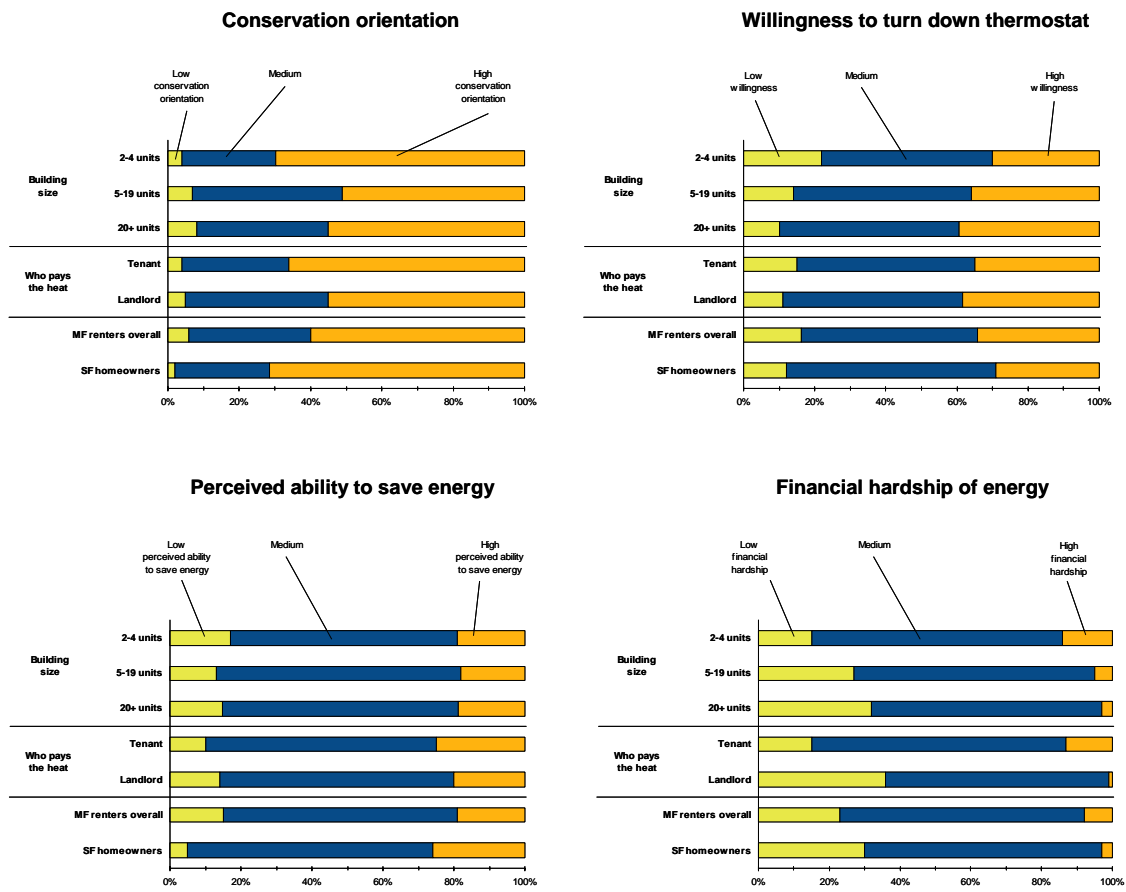 Conservation orientation
Low
conservation
orientation
Medium
High
conservation
orientation
Building
size
2-4 units
5-19 units
20+ units
Who pays
the heat
Tenant
Landlord
MF renters overall
SF homeowners
0% 20% 40% 60% 80% 100%
Willingness to turn down thermostat
Low
willingness
Medium
High
willingness
Building
size
2-4 units
5-19 units
20+ units
Who pays
the heat
Tenant
Landlord
MF renters overall
SF homeowners
0% 20% 40% 60% 80% 100%
Perceived ability to save energy
Low
perceived ability
to save energy
Medium
High
perceived ability
to save energy
Building
size
2-4 units
5-19 units
20+ units
Who pays
the heat
Tenant
Landlord
MF renters overall
SF homeowners
0% 20% 40% 60% 80% 100%
Financial hardship of energy
Low
financial
hardship
Medium
High
financial
hardship
Building
size
2-4 units
5-19 units
20+ units
Who pays
the heat
Tenant
Landlord
MF renters overall
SF homeowners
0% 20% 40% 60% 80% 100%